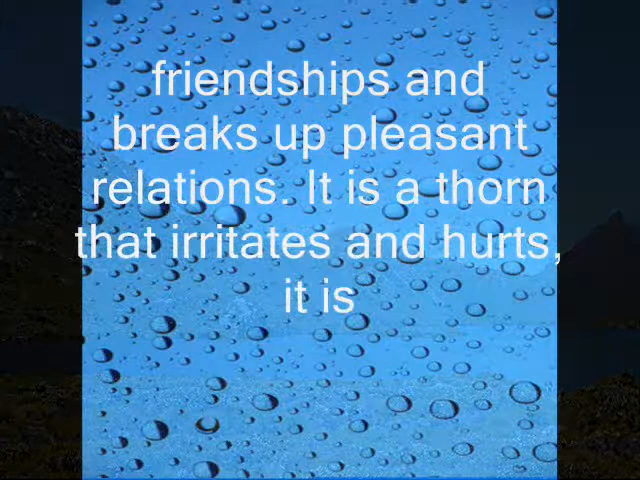 friendships and
breaks up pleasant
relations. It is a thorn
that irritates and hurts,
it is